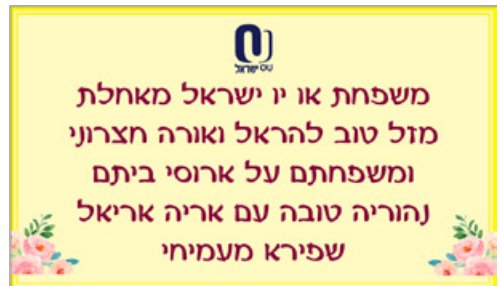 OU ישראל
משפחת או יו ישראל מאחלת
מזל טוב להראל ואורה חצרוני
ומשפחתם על ארוסי ביתם
נהוריה טובה עם אריה אריאל
שפירא מעמיחי